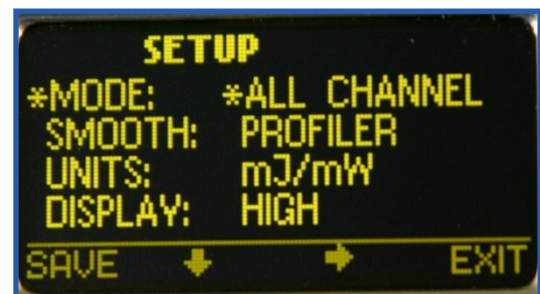 SETUP
*MODE: *ALL CHANNEL
SMOOTH: PROFILER
UNITS: mJ/mW
DISPLAY: HIGH
SAVE EXIT